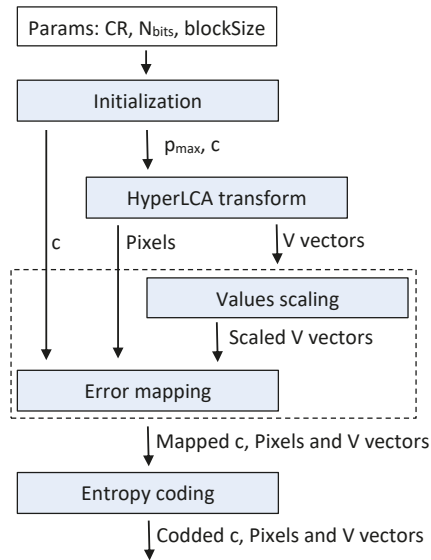 Params: CR, Nbits, blockSize
Initialization
pmax, c
HyperLCA transform
c
Pixels
V vectors
Values scaling
Scaled V vectors
Error mapping
Mapped c, Pixels and V vectors
Entropy coding
Codded c, Pixels and V vectors